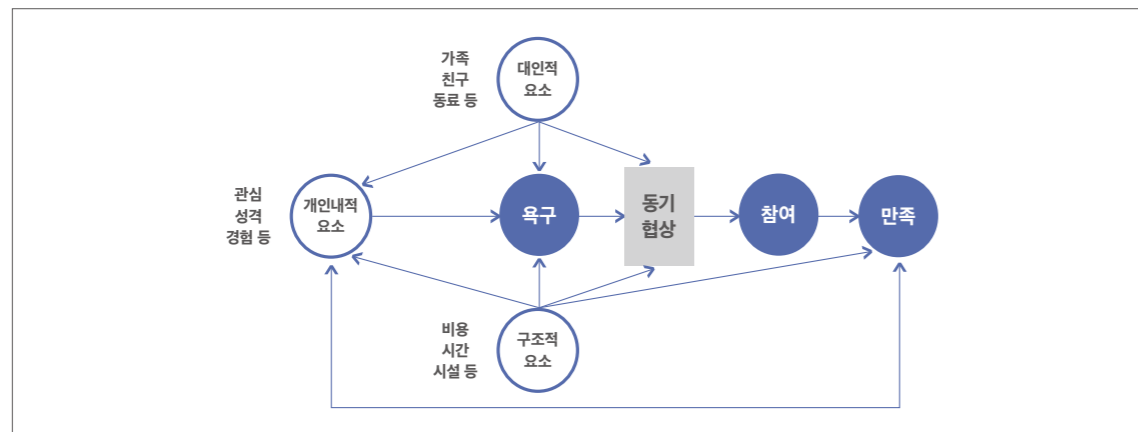 가족
친구
동료 등
대인적
요소
관심
성격
경험 등
개인내적
요소
욕구
동기
협상
참여
만족
비용
시간
시설 등
구조적
요소